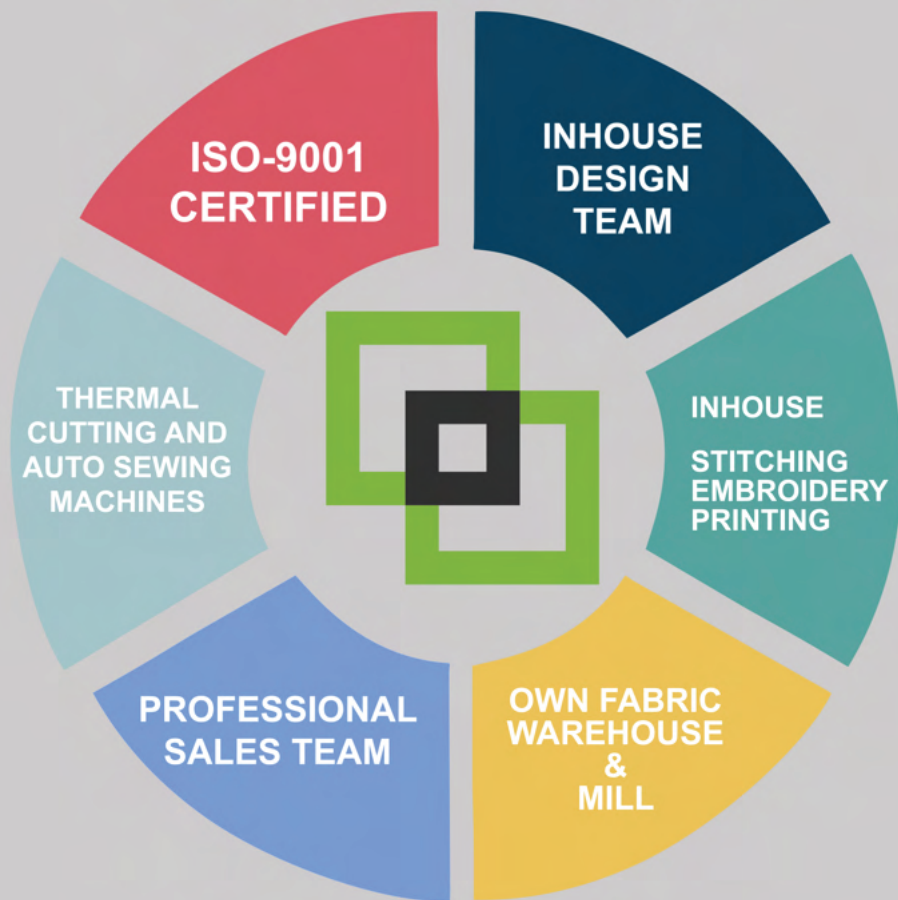 ISO-9001
CERTIFIED
INHOUSE
DESIGN
TEAM
THERMAL
CUTTING AND
AUTO SEWING
MACHINES
INHOUSE
STITCHING
EMBROIDERY
PRINTING
PROFESSIONAL
SALES TEAM
OWN FABRIC
WAREHOUSE
&
MILL